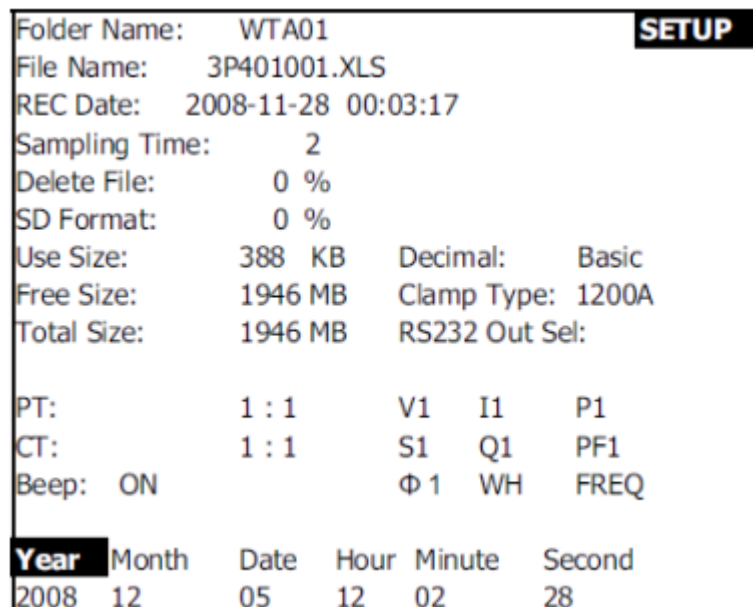 Folder Name: WTA01 SETUP
File Name: 3P401001.XLS
REC Date: 2008-11-28 00:03:17
Sampling Time: 2
Delete File: 0 %
SD Format: 0 %
Use Size: 388 KB Decimal: Basic
Free Size: 1946 MB Clamp Type: 1200A
Total Size: 1946 MB RS232 Out Sel:
PT: 1 : 1 V1 I1 P1
CT: 1 : 1 S1 Q1 PF1
Beep: ON Φ 1 WH FREQ
Year Month Date Hour Minute Second
2008 12 05 12 02 28